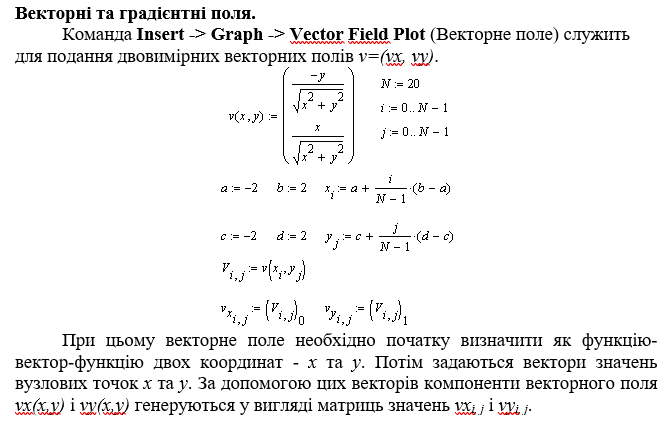 Векторні та градієнтні поля.
Команда Insert -> Graph -> Vector Field Plot (Векторне поле) служить
для подання двовимірних векторних полів v=(vx, vy).
v(x,y) := ( -y / √(x² + y²) ; x / √(x² + y²) )
N := 20
i := 0.. N − 1
j := 0.. N − 1
a := −2 b := 2 x_i := a + i/(N − 1)·(b − a)
c := −2 d := 2 y_j := c + j/(N − 1)·(d − c)
V_i,j := v(x_i, y_j)
v_x_i,j := (V_i,j)_0 v_y_i,j := (V_i,j)_1
При цьому векторне поле необхідно початку визначити як функцію-
вектор-функцію двох координат - x та y. Потім задаються вектори значень
вузлових точок x та y. За допомогою цих векторів компоненти векторного поля
vx(x,y) і vy(x,y) генеруються у вигляді матриць значень vxi j і vyi j.